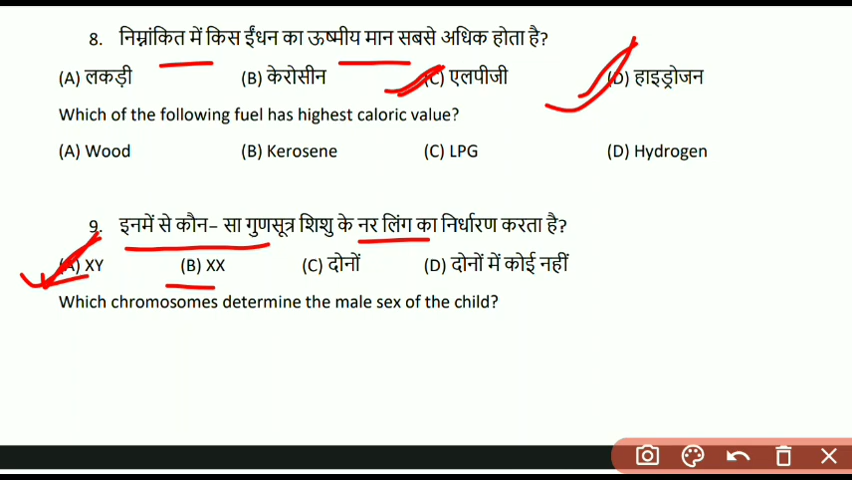 8. निम्नांकित में किस ईंधन का ऊष्मीय मान सबसे अधिक होता है?
(A) लकड़ी (B) केरोसीन (C) एलपीजी (D) हाइड्रोजन
Which of the following fuel has highest caloric value?
(A) Wood (B) Kerosene (C) LPG (D) Hydrogen
9. इनमें से कौन– सा गुणसूत्र शिशु के नर लिंग का निर्धारण करता है?
(A) XY (B) XX (C) दोनों (D) दोनों में कोई नहीं
Which chromosomes determine the male sex of the child?